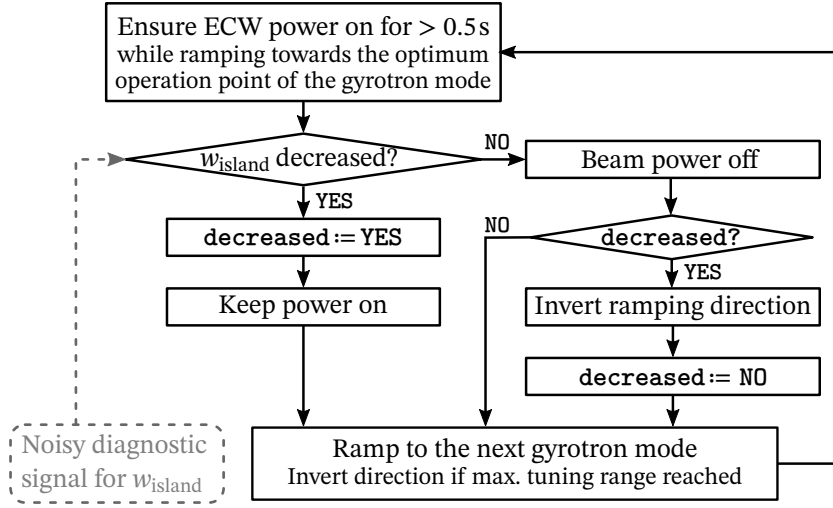 Ensure ECW power on for > 0.5 s
while ramping towards the optimum
operation point of the gyrotron mode
w_island decreased?
NO
Beam power off
YES
decreased := YES
NO
decreased?
YES
Keep power on
Invert ramping direction
decreased := NO
Noisy diagnostic
signal for w_island
Ramp to the next gyrotron mode
Invert direction if max. tuning range reached